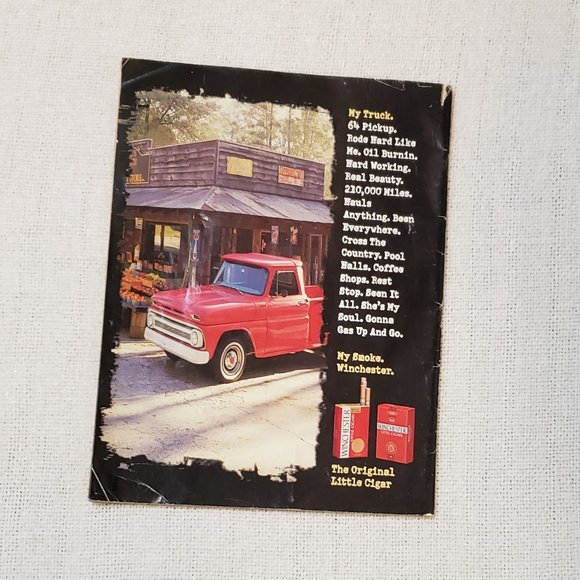 My Truck.
64 Pickup.
Rode Hard Like
Me. Oil Burnin.
Hard Working.
Real Beauty.
210,000 Miles.
Hauls
Anything. Been
Everywhere.
Cross The
Country. Pool
Halls. Coffee
Shops. Rest
Stop. Seen It
All. She's My
Soul. Gonna
Gas Up And Go.
My Smoke.
Winchester.
WINCHESTER
WINCHESTER
LITTLE CIGARS
The Original
Little Cigar